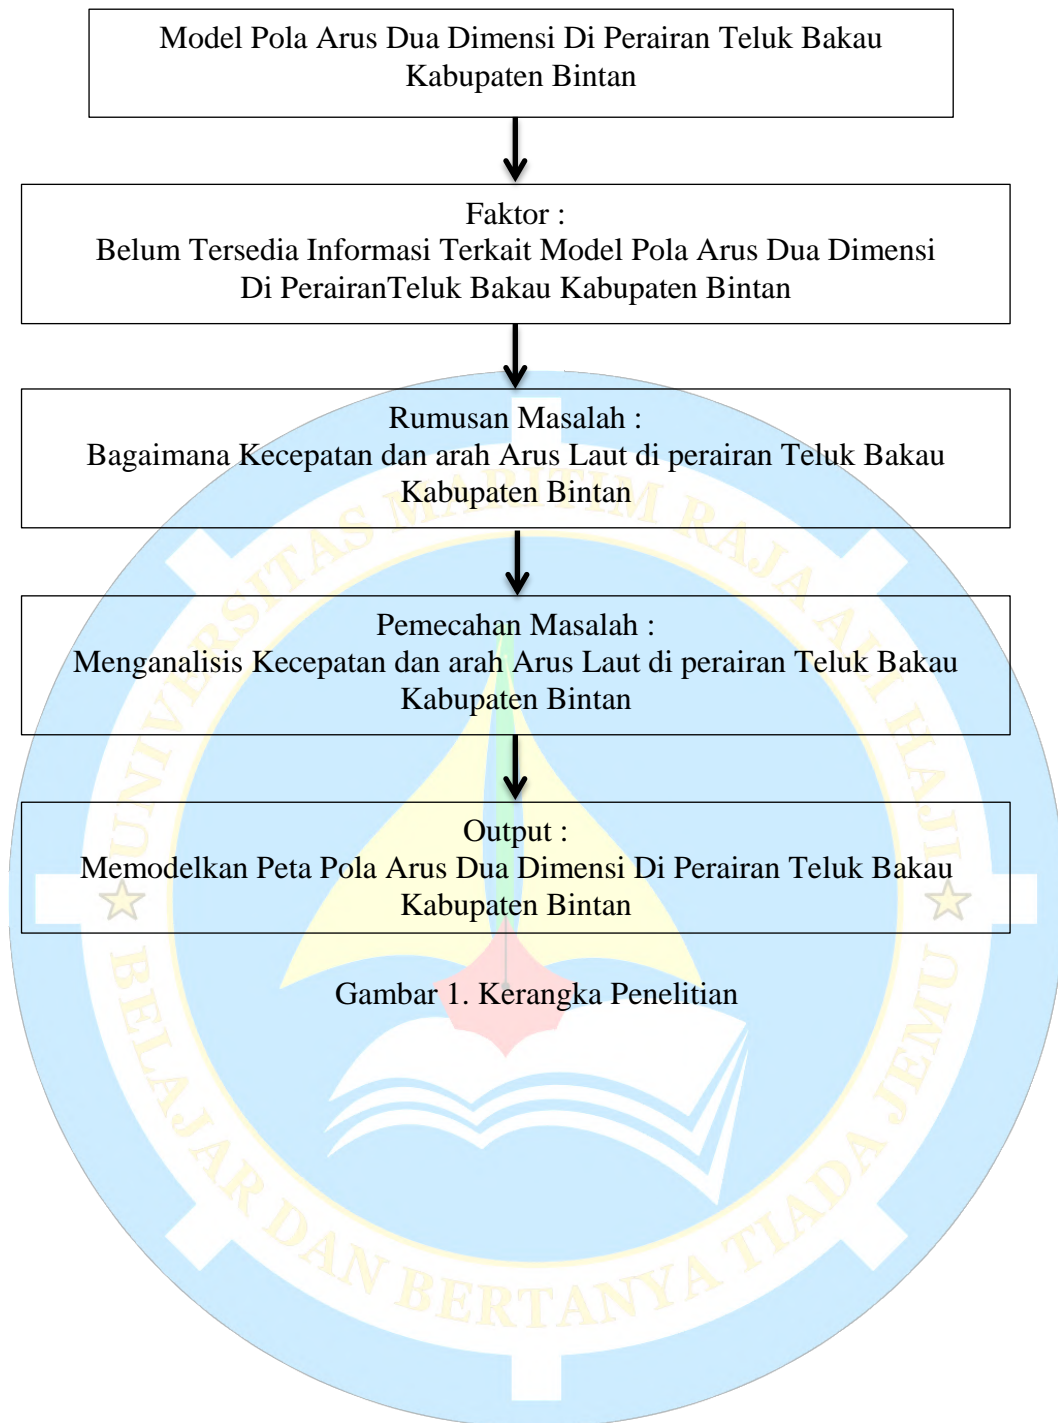 Model Pola Arus Dua Dimensi Di Perairan Teluk Bakau
Kabupaten Bintan
Faktor :
Belum Tersedia Informasi Terkait Model Pola Arus Dua Dimensi
Di PerairanTeluk Bakau Kabupaten Bintan
Rumusan Masalah :
Bagaimana Kecepatan dan arah Arus Laut di perairan Teluk Bakau
Kabupaten Bintan
Pemecahan Masalah :
Menganalisis Kecepatan dan arah Arus Laut di perairan Teluk Bakau
Kabupaten Bintan
Output :
Memodelkan Peta Pola Arus Dua Dimensi Di Perairan Teluk Bakau
Kabupaten Bintan
Gambar 1. Kerangka Penelitian
UNIVERSITAS MARITIM RAJA ALI HAJI
BELAJAR DAN BERTANYA TIADA JEMU